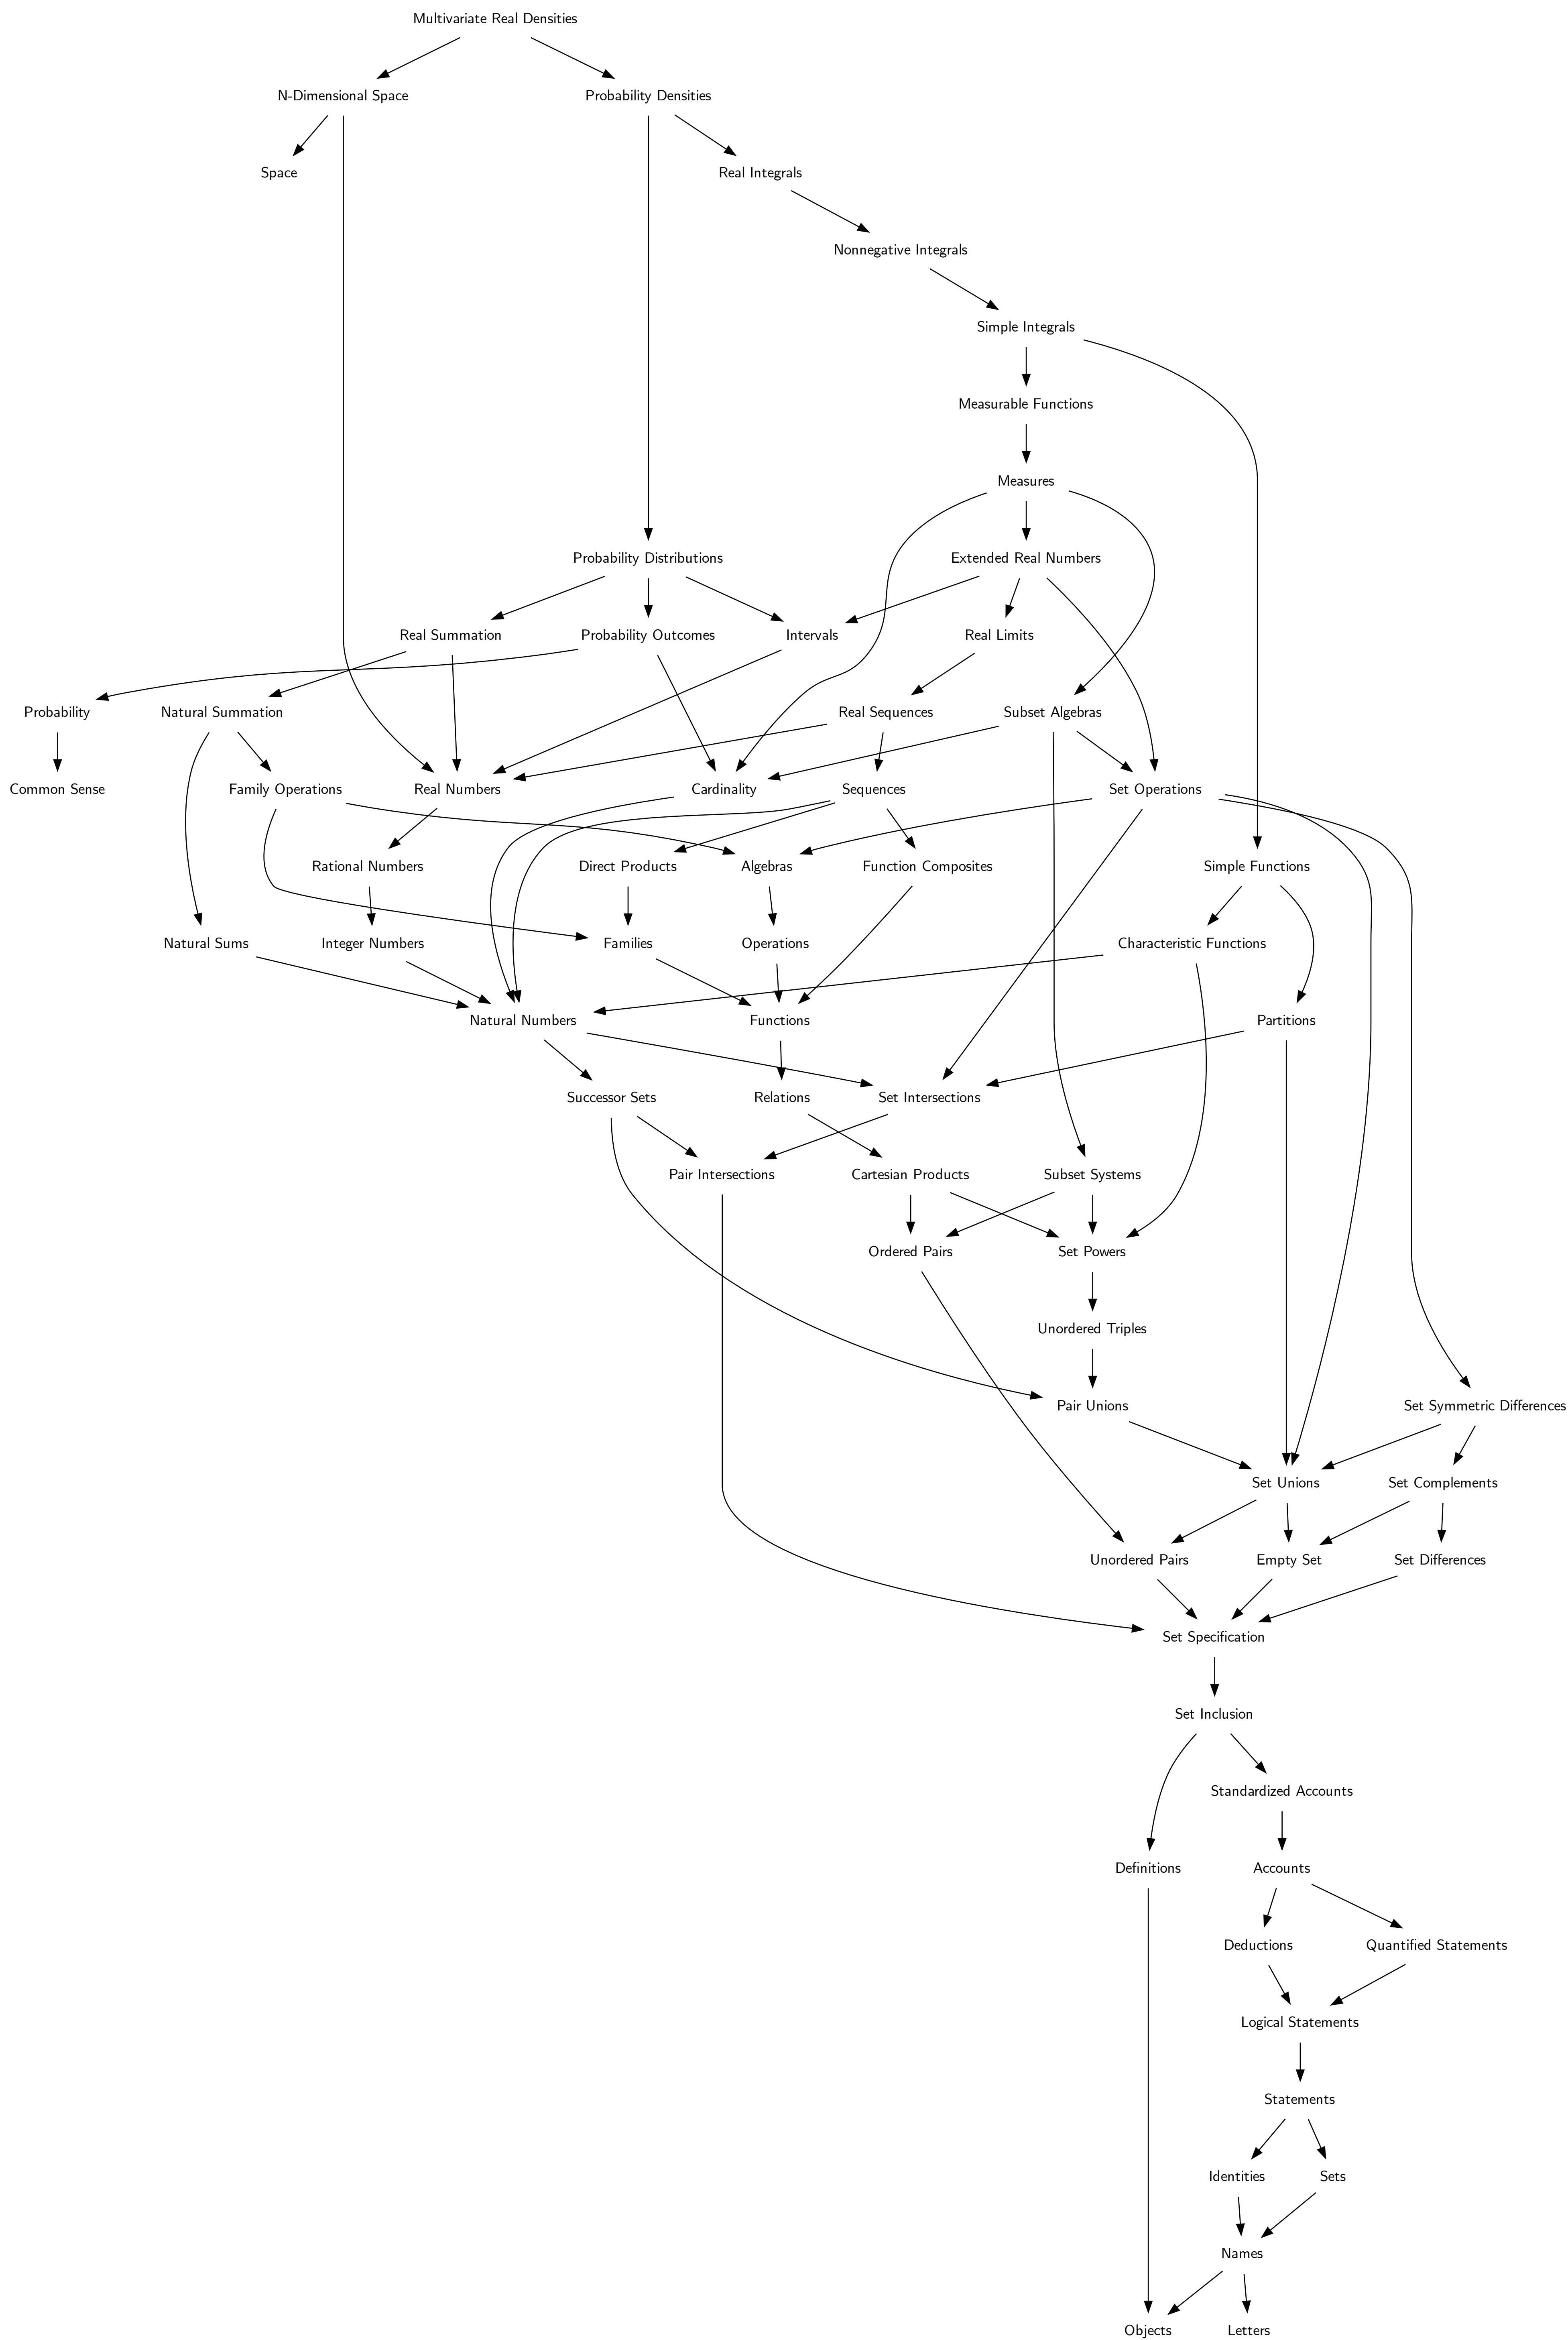 Multivariate Real Densities
N-Dimensional Space
Probability Densities
Space
Real Integrals
Nonnegative Integrals
Simple Integrals
Measurable Functions
Measures
Probability Distributions
Extended Real Numbers
Real Summation
Probability Outcomes
Intervals
Real Limits
Probability
Natural Summation
Real Sequences
Subset Algebras
Common Sense
Family Operations
Real Numbers
Cardinality
Sequences
Set Operations
Rational Numbers
Direct Products
Algebras
Function Composites
Simple Functions
Natural Sums
Integer Numbers
Families
Operations
Characteristic Functions
Natural Numbers
Functions
Partitions
Successor Sets
Relations
Set Intersections
Pair Intersections
Cartesian Products
Subset Systems
Ordered Pairs
Set Powers
Unordered Triples
Pair Unions
Set Symmetric Differences
Set Unions
Set Complements
Unordered Pairs
Empty Set
Set Differences
Set Specification
Set Inclusion
Standardized Accounts
Definitions
Accounts
Deductions
Quantified Statements
Logical Statements
Statements
Identities
Sets
Names
Objects
Letters